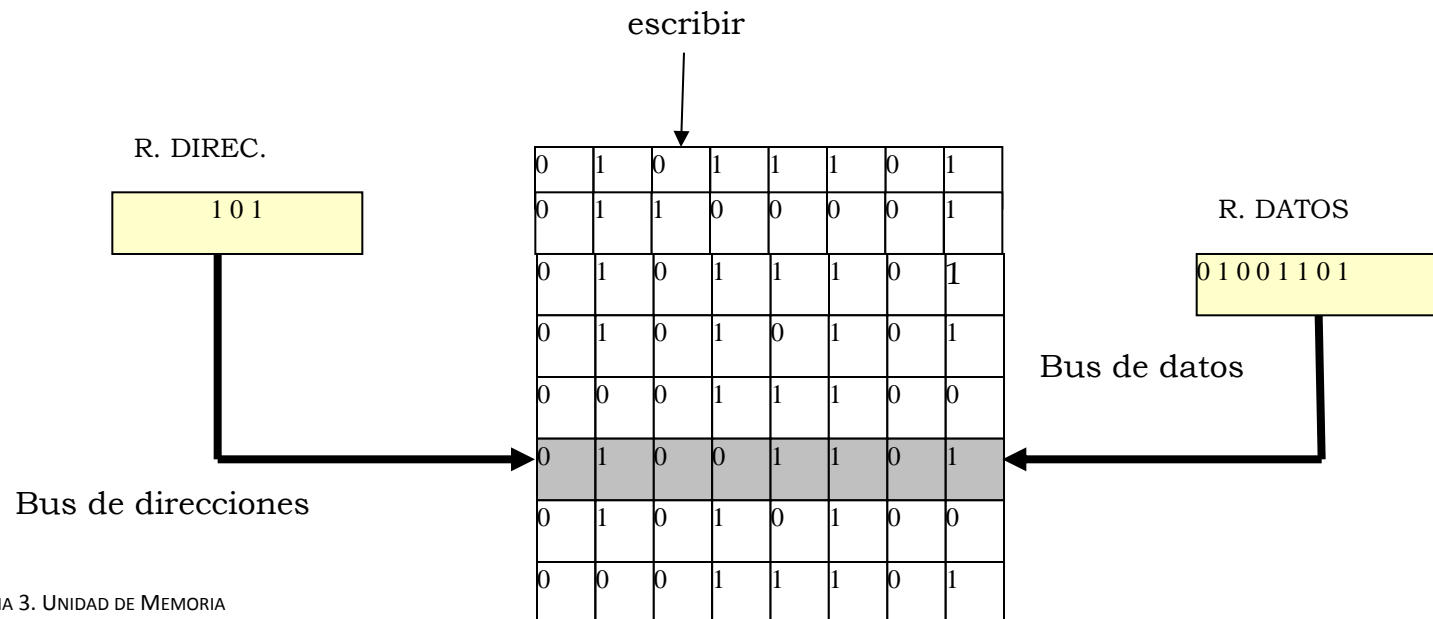 escribir
R. DIREC.
1 0 1
0 1 0 1 1 1 0 1
0 1 1 0 0 0 0 1
R. DATOS
0 1 0 1 1 1 0 1
0 1 0 0 1 1 0 1
0 1 0 1 0 1 0 1
Bus de datos
0 0 0 1 1 1 0 0
0 1 0 0 1 1 0 1
Bus de direcciones
0 1 0 1 0 1 0 0
0 0 0 1 1 1 0 1
3. UNIDAD DE MEMORIA